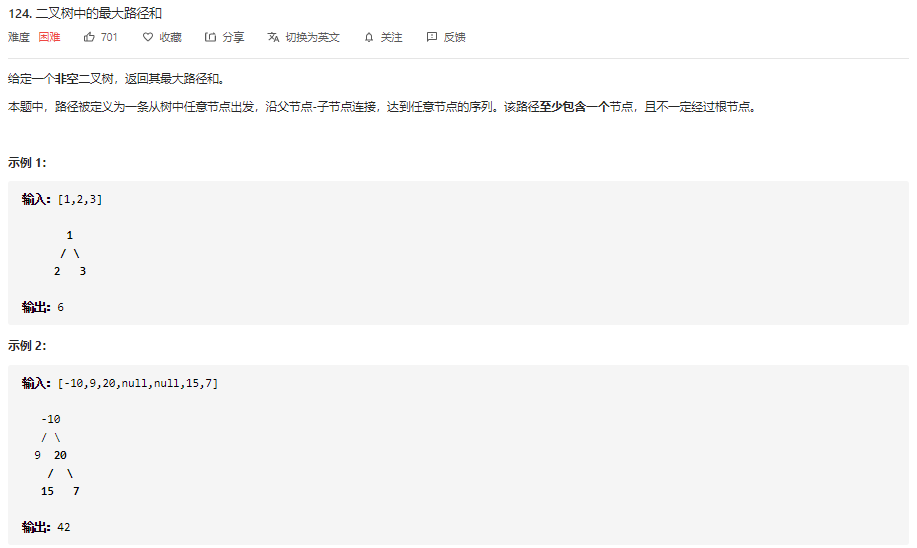 124. 二叉树中的最大路径和
难度 困难 701 收藏 分享 切换为英文 关注 反馈
给定一个非空二叉树，返回其最大路径和。
本题中，路径被定义为一条从树中任意节点出发，沿父节点-子节点连接，达到任意节点的序列。该路径至少包含一个节点，且不一定经过根节点。
示例 1:
输入: [1,2,3]
1
/ \
2 3
输出: 6
示例 2:
输入: [-10,9,20,null,null,15,7]
-10
/ \
9 20
/ \
15 7
输出: 42